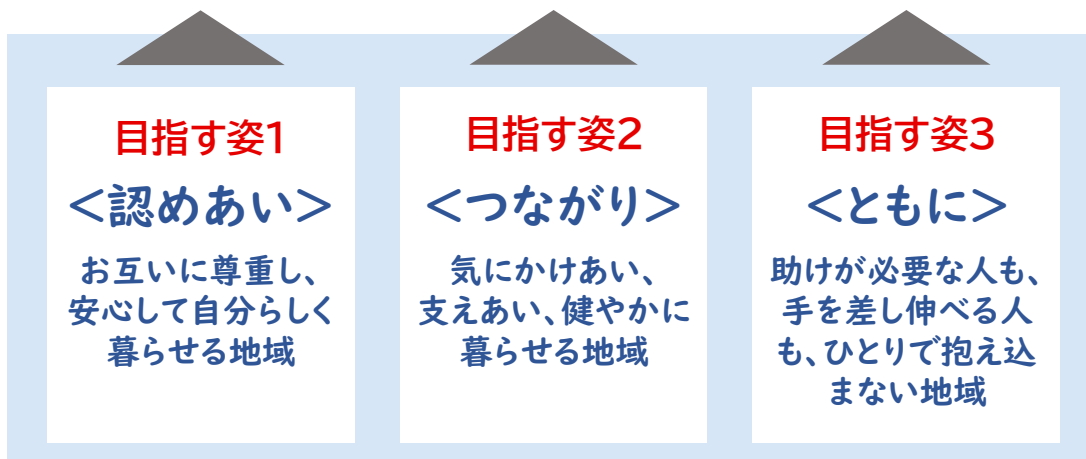 目指す姿1
<認めあい>
お互いに尊重し、
安心して自分らしく
暮らせる地域
目指す姿2
<つながり>
気にかけあい、
支えあい、健やかに
暮らせる地域
目指す姿3
<ともに>
助けが必要な人も、
手を差し伸べる人
も、ひとりで抱え込
まない地域